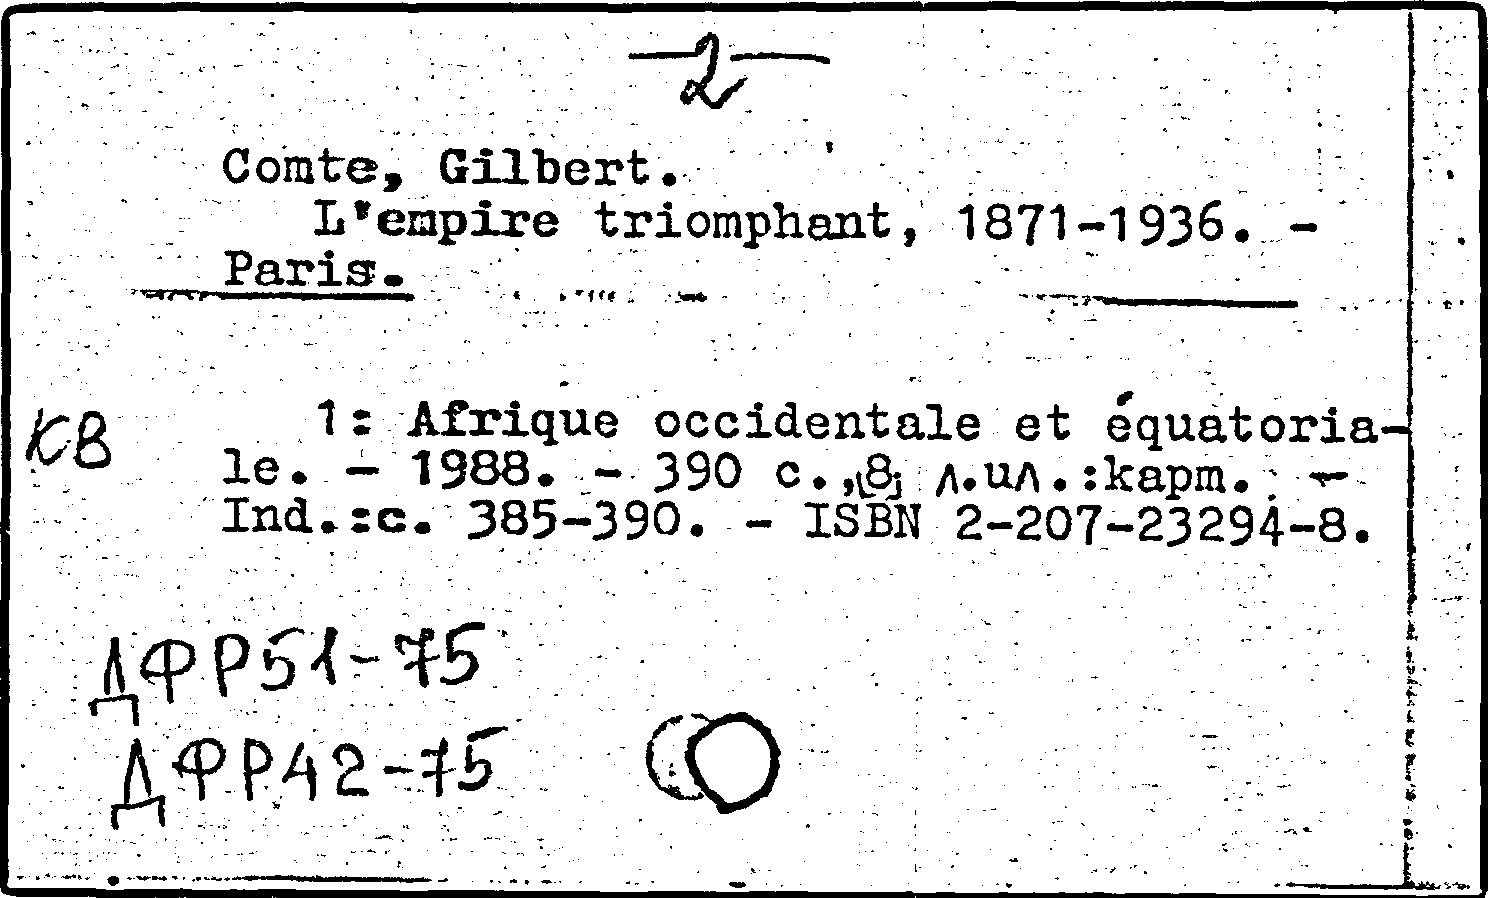 —2—
Comte, Gilbert.
L'empire triomphant, 1871-1936. -
Paris.
КВ
1: Afrique occidentale et équatoria-
le. - 1988. - 390 с.,[8] л.ил.:карт. -
Ind.:с. 385-390. - ISBN 2-207-23294-8.
ДФР51-75
ДФР42-75